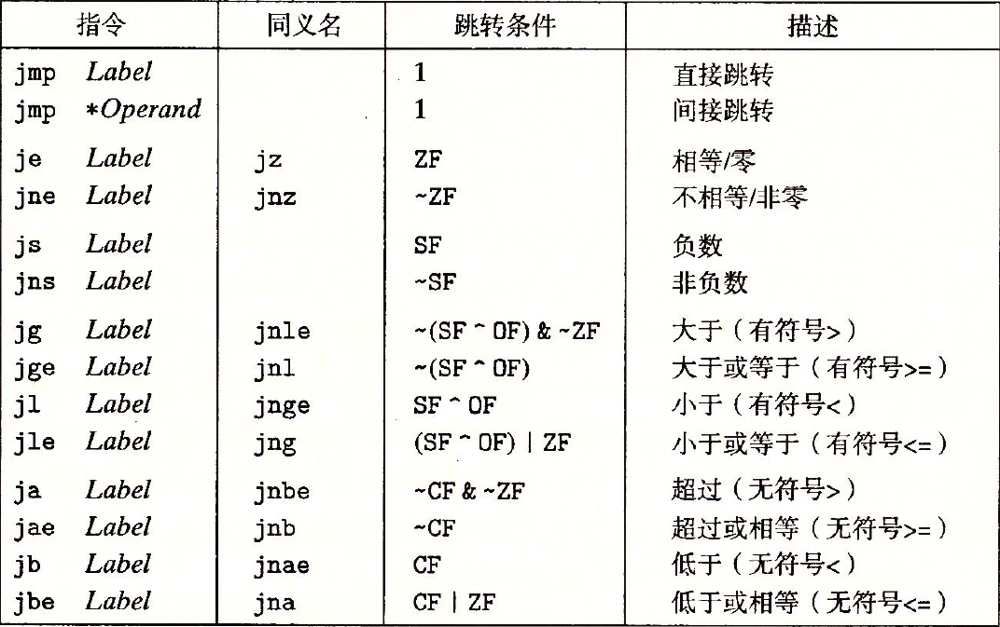 指令 同义名 跳转条件 描述
jmp Label 1 直接跳转
jmp *Operand 1 间接跳转
je Label jz ZF 相等/零
jne Label jnz ~ZF 不相等/非零
js Label SF 负数
jns Label ~SF 非负数
jg Label jnle ~(SF ^ OF) & ~ZF 大于（有符号>）
jge Label jnl ~(SF ^ OF) 大于或等于（有符号>=）
jl Label jnge SF ^ OF 小于（有符号<）
jle Label jng (SF ^ OF) | ZF 小于或等于（有符号<=）
ja Label jnbe ~CF & ~ZF 超过（无符号>）
jae Label jnb ~CF 超过或相等（无符号>=）
jb Label jnae CF 低于（无符号<）
jbe Label jna CF | ZF 低于或相等（无符号<=）